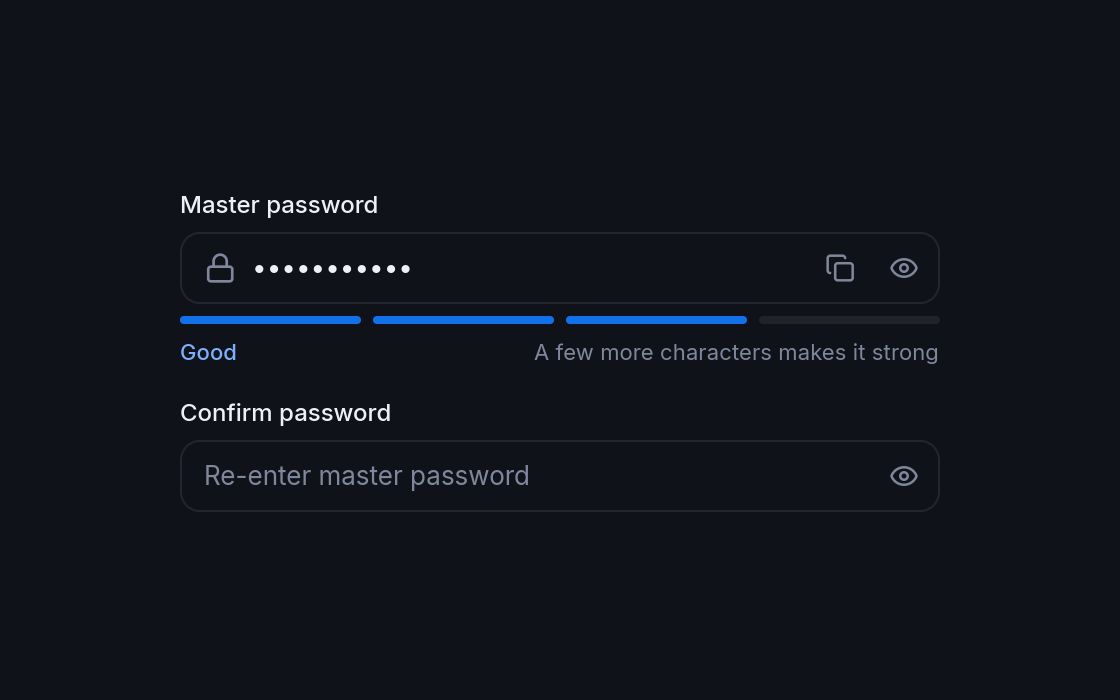 Master password
•••••••••••
Good
A few more characters makes it strong
Confirm password
Re-enter master password